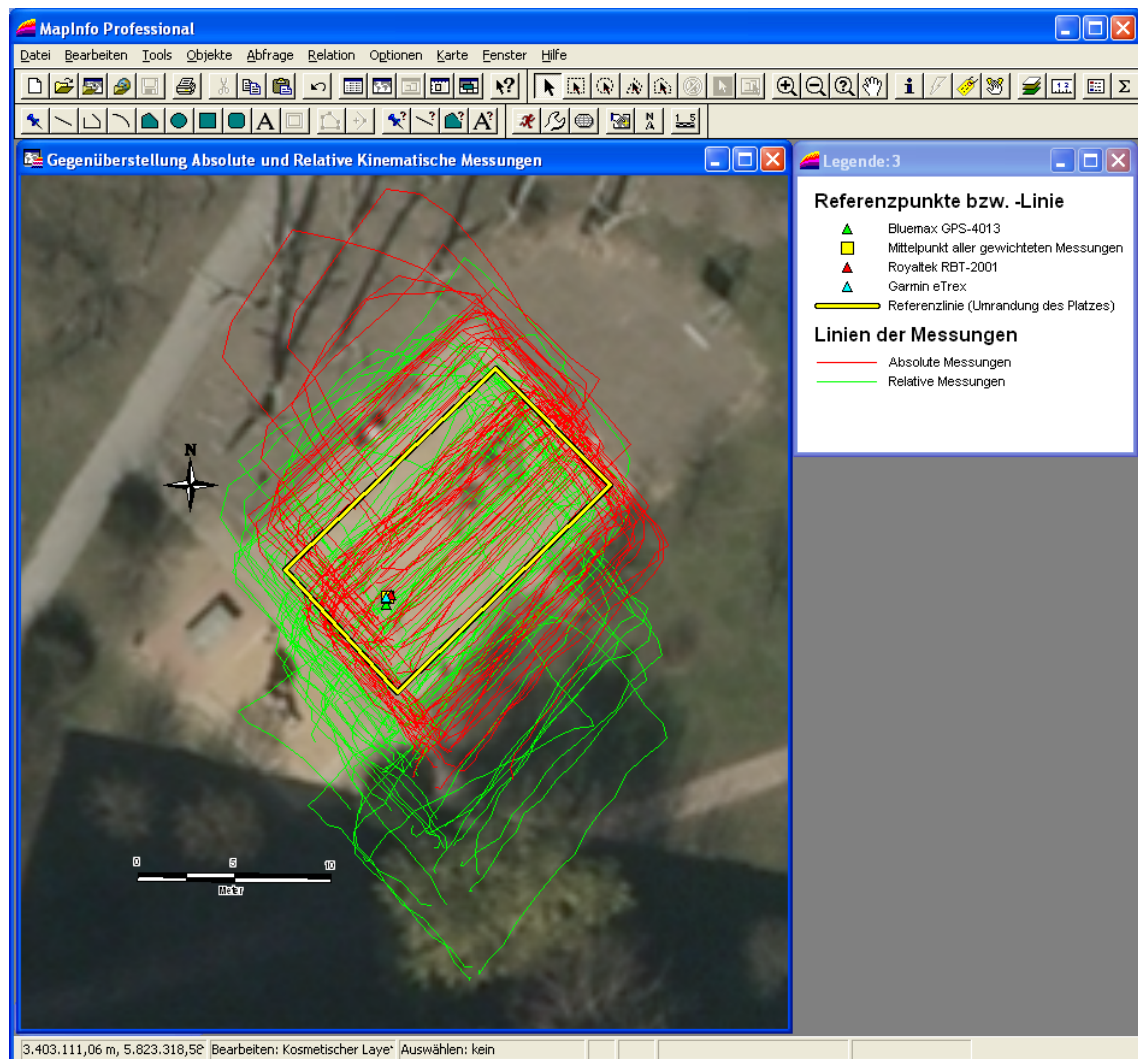 MapInfo Professional
Datei Bearbeiten Tools Objekte Abfrage Relation Optionen Karte Fenster Hilfe
Gegenüberstellung Absolute und Relative Kinematische Messungen
Legende:3
Referenzpunkte bzw. -Linie
Bluemax GPS-4013
Mittelpunkt aller gewichteten Messungen
Royaltek RBT-2001
Garmin eTrex
Referenzlinie (Umrandung des Platzes)
Linien der Messungen
Absolute Messungen
Relative Messungen
N
0 5 10
Meter
3.403.111,06 m, 5.823.318,58 Bearbeiten: Kosmetischer Laye Auswählen: kein